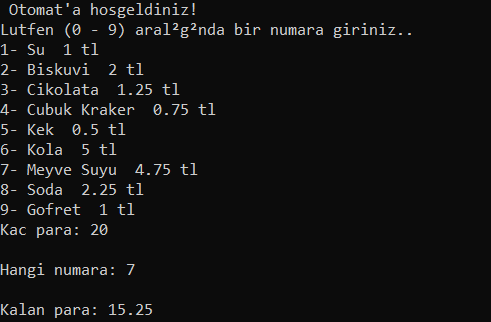 Otomat'a hosgeldiniz!
Lutfen (0 - 9) aral²g²nda bir numara giriniz..
1- Su  1 tl
2- Biskuvi  2 tl
3- Cikolata  1.25 tl
4- Cubuk Kraker  0.75 tl
5- Kek  0.5 tl
6- Kola  5 tl
7- Meyve Suyu  4.75 tl
8- Soda  2.25 tl
9- Gofret  1 tl
Kac para: 20
Hangi numara: 7
Kalan para: 15.25